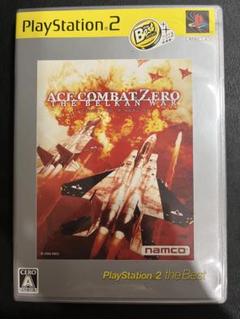 PlayStation 2
Best
ACE COMBAT ZERO
THE BELKAN WAR
namco
CERO
A
PlayStation 2 the Best